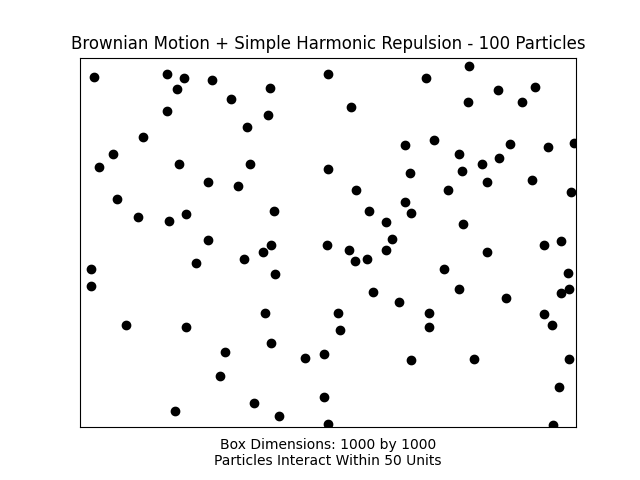 Brownian Motion + Simple Harmonic Repulsion - 100 Particles
Box Dimensions: 1000 by 1000
Particles Interact Within 50 Units